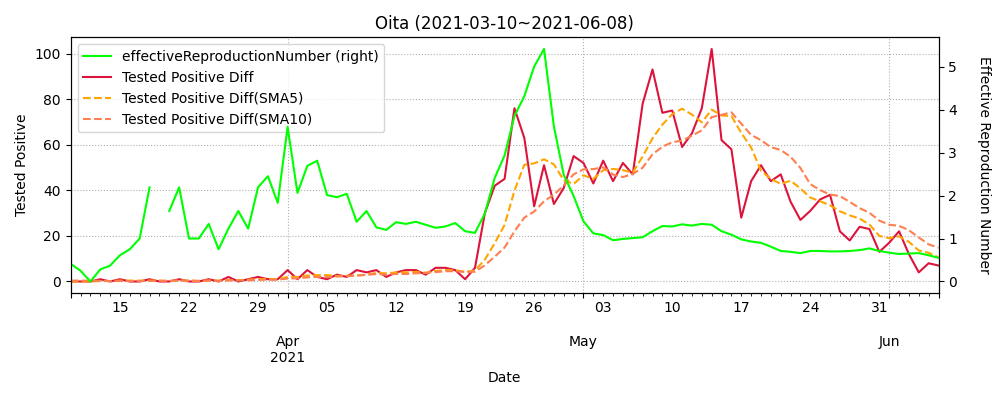 Oita (2021-03-10~2021-06-08)
effectiveReproductionNumber (right)
Tested Positive Diff
Tested Positive Diff(SMA5)
Tested Positive Diff(SMA10)
Tested Positive
100
80
60
40
20
0
5
4
3
2
1
0
Effective Reproduction Number
15 22 29 05 12 19 26 03 10 17 24 31
Apr May Jun
2021
Date